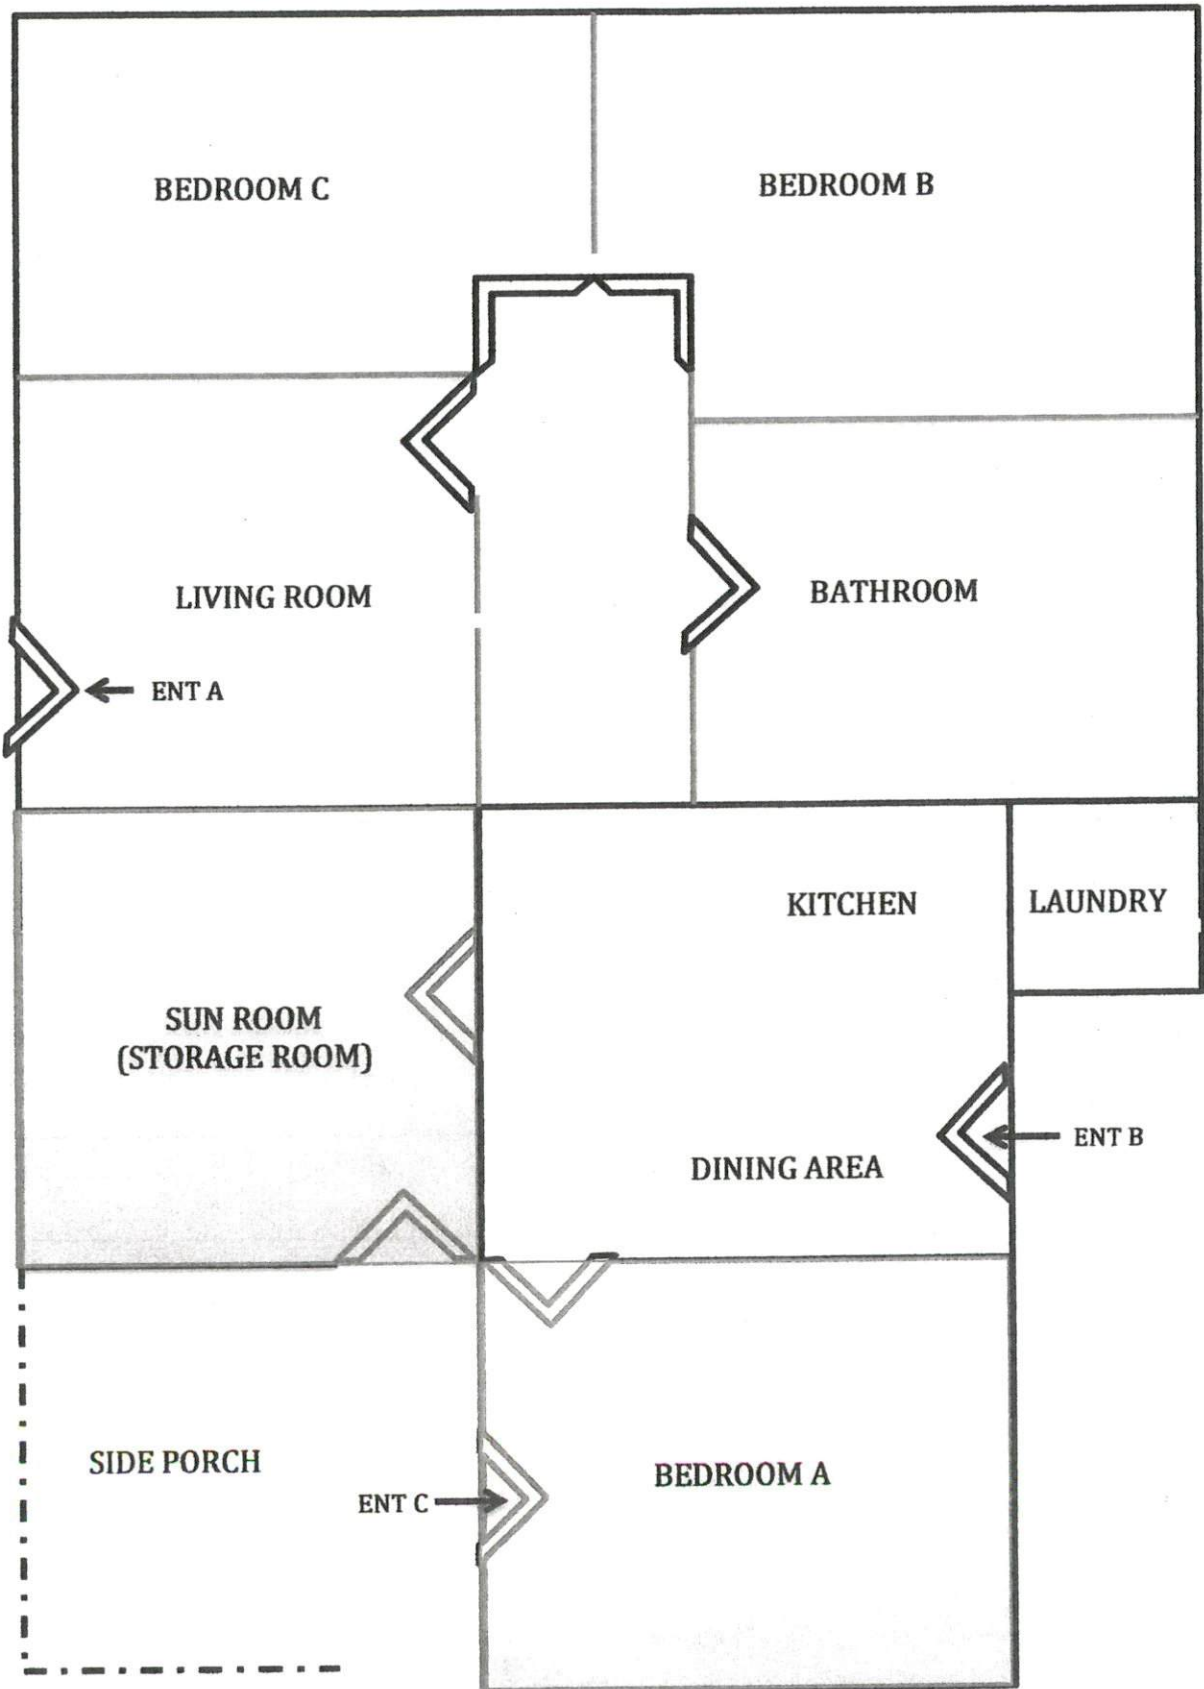 BEDROOM C
BEDROOM B
LIVING ROOM
BATHROOM
ENT A
KITCHEN
LAUNDRY
SUN ROOM
(STORAGE ROOM)
ENT B
DINING AREA
SIDE PORCH
BEDROOM A
ENT C